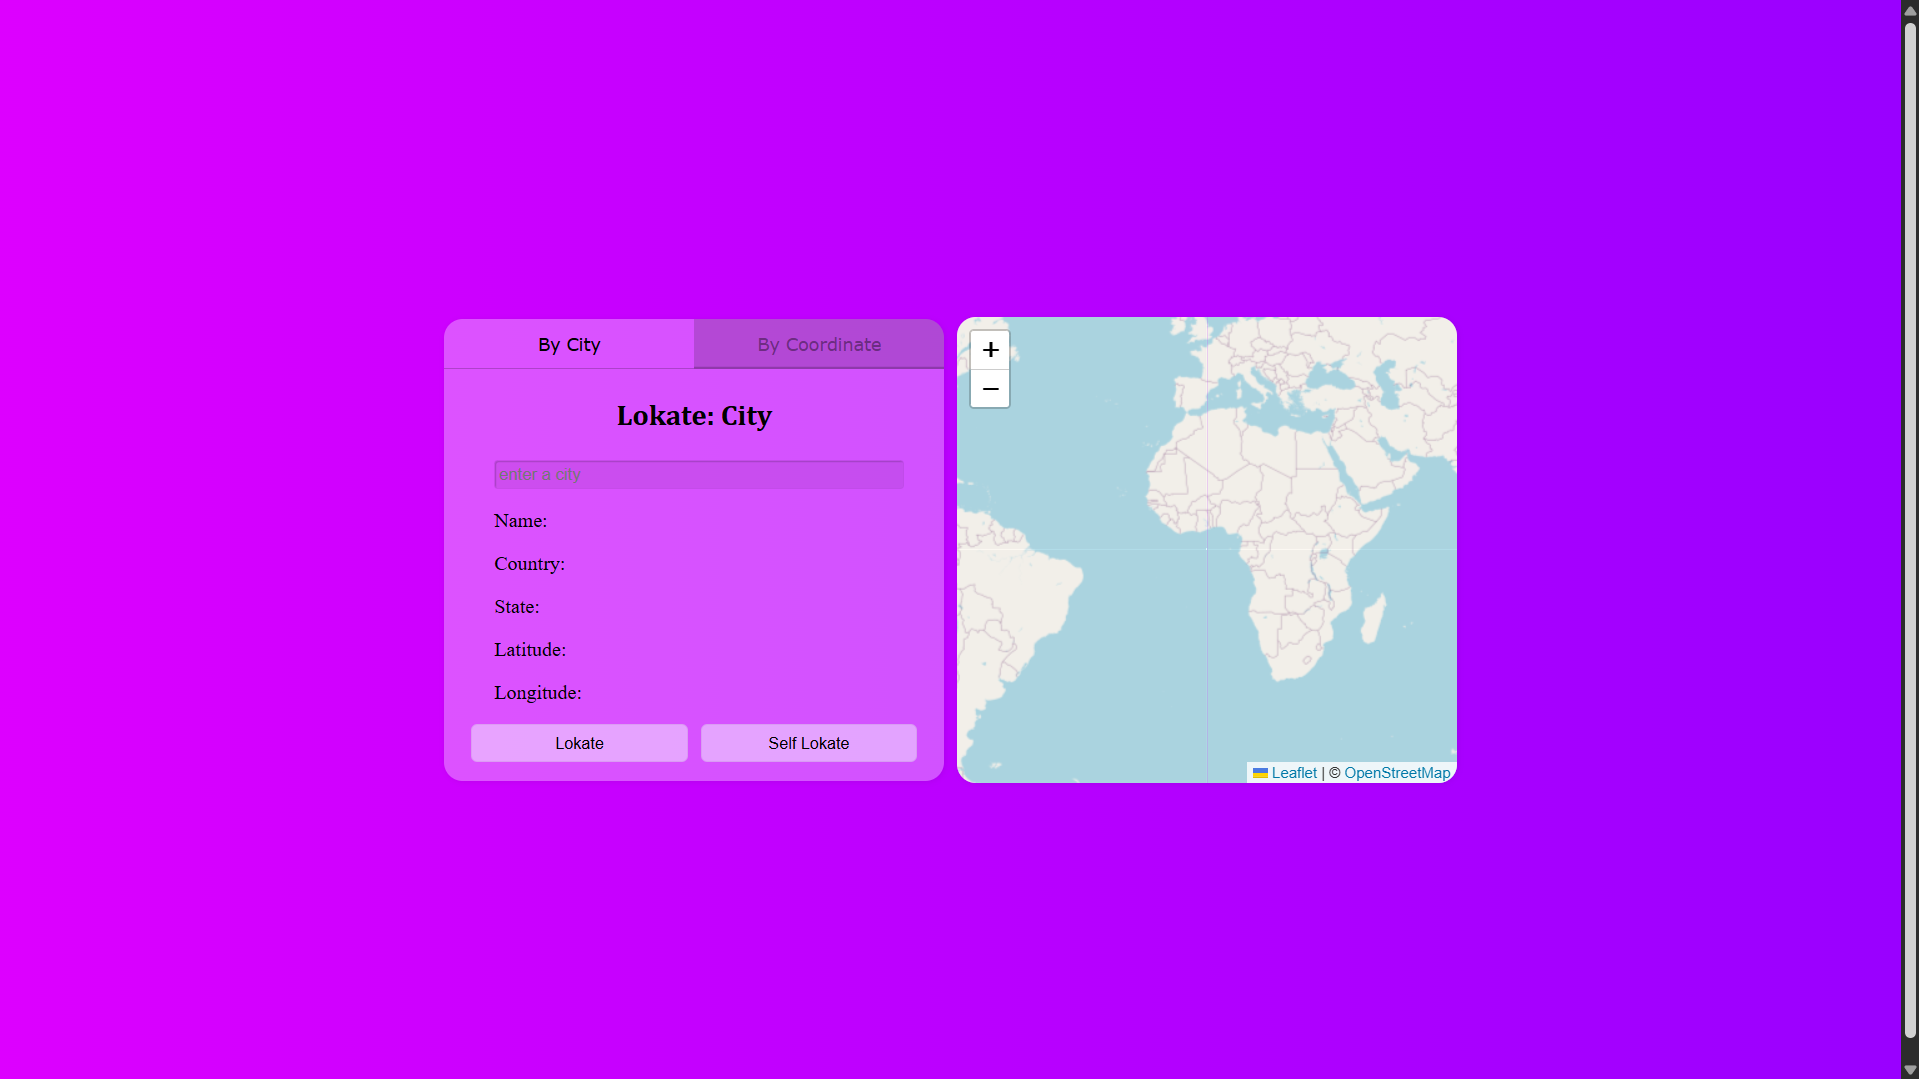 By City
By Coordinate
Lokate: City
enter a city
Name:
Country:
State:
Latitude:
Longitude:
Lokate
Self Lokate
+
−
Leaflet | © OpenStreetMap